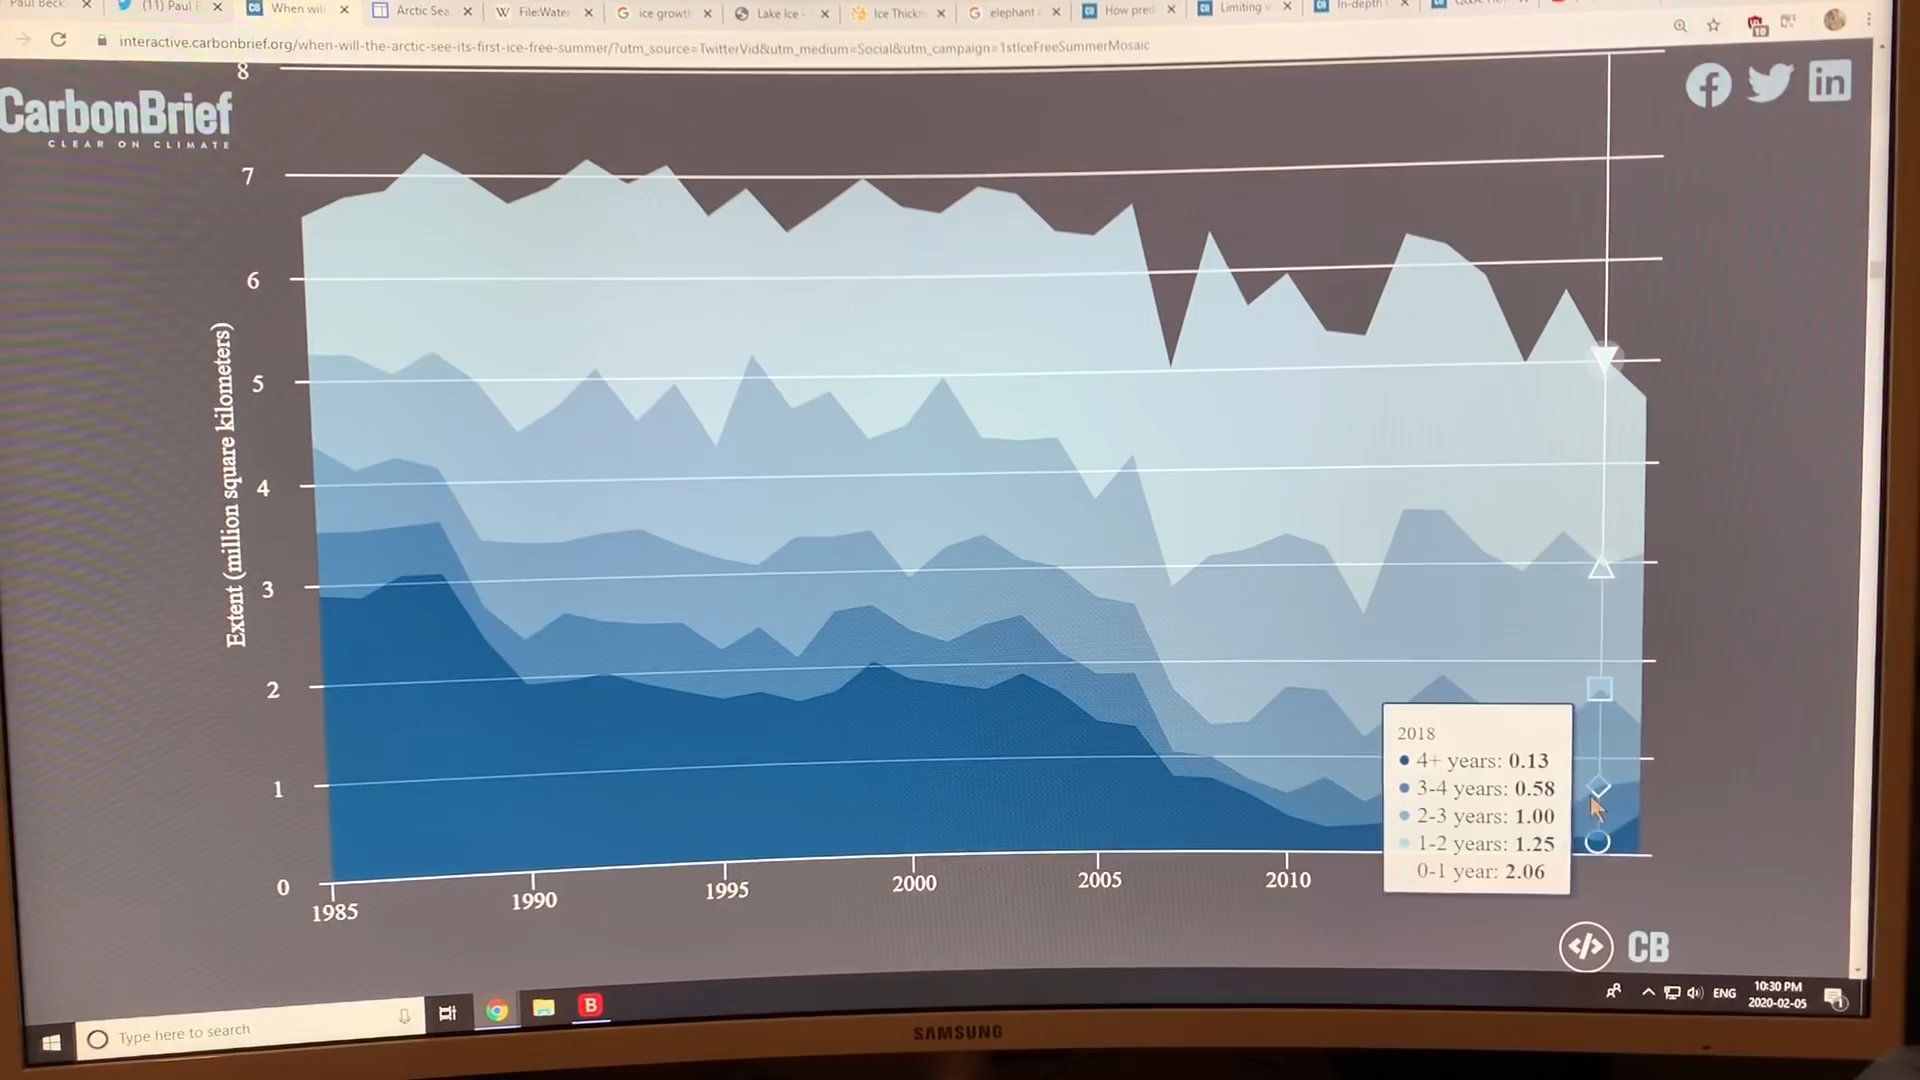 Paul Beck
(11) Paul
When will
Arctic Sea
File:Water
ice growt
Lake Ice -
Ice Thickn
elephant
How pred
Limiting
In-depth
interactive.carbonbrief.org/when-will-the-arctic-see-its-first-ice-free-summer/?utm_source=TwitterVid&utm_medium=Social&utm_campaign=1stIceFreeSummerMosaic
10
CarbonBrief
CLEAR ON CLIMATE
8
7
6
5
4
3
2
1
0
Extent (million square kilometers)
1985
1990
1995
2000
2005
2010
2018
4+ years: 0.13
3-4 years: 0.58
2-3 years: 1.00
1-2 years: 1.25
0-1 year: 2.06
</> CB
Type here to search
B
ENG
10:30 PM
2020-02-05
1
SAMSUNG